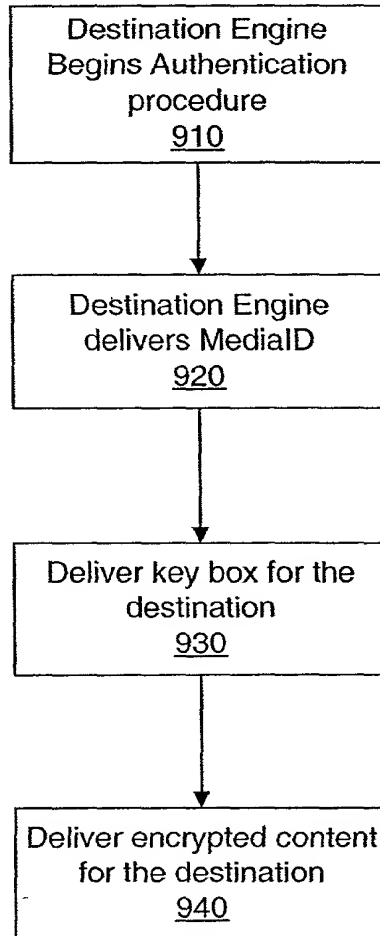 Destination Engine
Begins Authentication
procedure
910
Destination Engine
delivers MediaID
920
Deliver key box for the
destination
930
Deliver encrypted content
for the destination
940